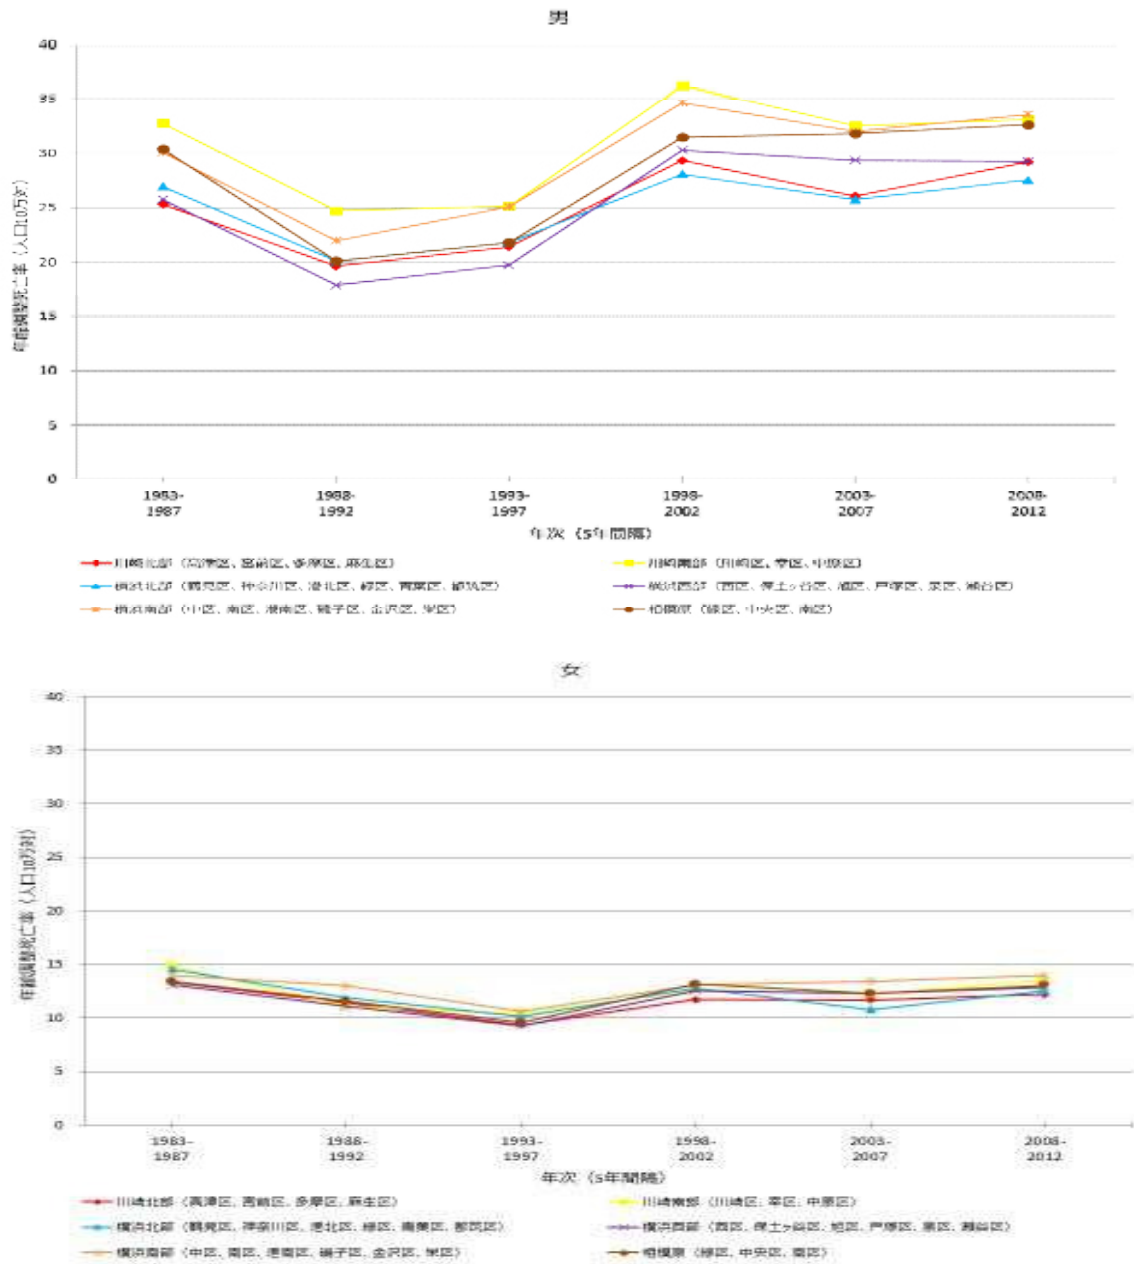 男
40
35
30
25
20
15
10
5
0
年齢調整死亡率（人口10万対）
1983-1987
1988-1992
1993-1997
1998-2002
2003-2007
2008-2012
年次（5年間隔）
川崎北部（高津区、宮前区、多摩区、麻生区）
川崎南部（川崎区、幸区、中原区）
横浜北部（鶴見区、神奈川区、港北区、緑区、青葉区、都筑区）
横浜西部（西区、保土ヶ谷区、旭区、戸塚区、泉区、瀬谷区）
横浜南部（中区、南区、港南区、磯子区、金沢区、栄区）
相模原（緑区、中央区、南区）
女
40
35
30
25
20
15
10
5
0
年齢調整死亡率（人口10万対）
1983-1987
1988-1992
1993-1997
1998-2002
2003-2007
2008-2012
年次（5年間隔）
川崎北部（高津区、宮前区、多摩区、麻生区）
川崎南部（川崎区、幸区、中原区）
横浜北部（鶴見区、神奈川区、港北区、緑区、青葉区、都筑区）
横浜西部（西区、保土ヶ谷区、旭区、戸塚区、泉区、瀬谷区）
横浜南部（中区、南区、港南区、磯子区、金沢区、栄区）
相模原（緑区、中央区、南区）